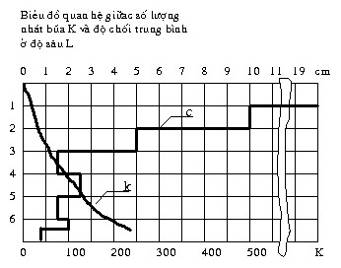 Biểu đồ quan hệ giữac số lượng
nhát búa K và độ chối trung bình
ở độ sâu L
0 1 2 3 4 5 6 7 8 9 10 11 19 cm
1
c
2
3
4
k
5
6
0 100 200 300 400 500 K